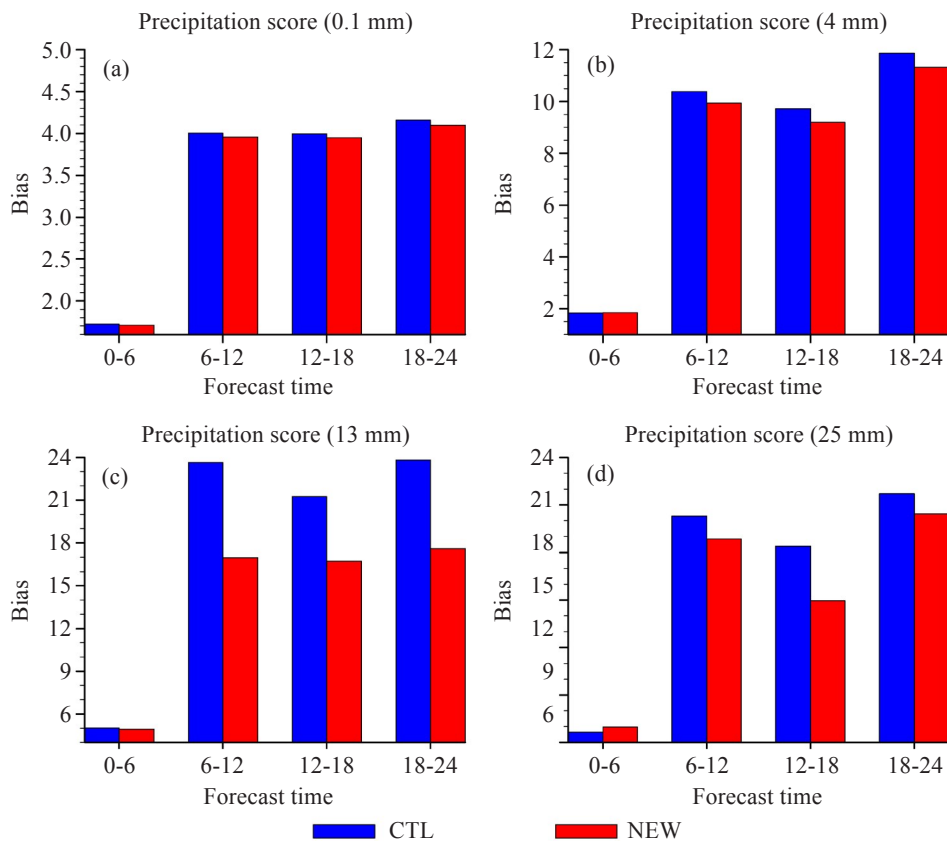 Precipitation score (0.1 mm)
(a)
5.0
4.5
4.0
3.5
3.0
2.5
2.0
Bias
0-6 6-12 12-18 18-24
Forecast time
Precipitation score (4 mm)
(b)
12
10
8
6
4
2
Bias
0-6 6-12 12-18 18-24
Forecast time
Precipitation score (13 mm)
(c)
24
21
18
15
12
9
6
Bias
0-6 6-12 12-18 18-24
Forecast time
Precipitation score (25 mm)
(d)
24
21
18
15
12
9
6
Bias
0-6 6-12 12-18 18-24
Forecast time
CTL NEW